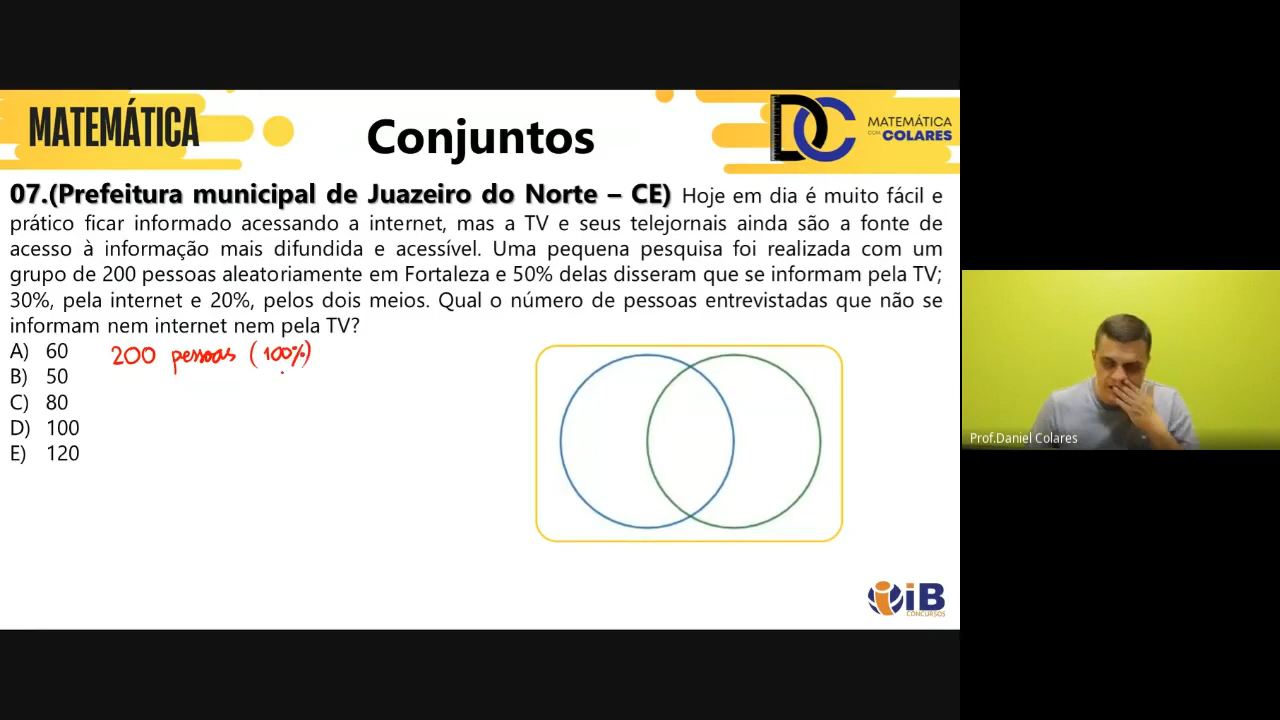 MATEMÁTICA
Conjuntos
DC
MATEMÁTICA
COM COLARES
07.(Prefeitura municipal de Juazeiro do Norte – CE) Hoje em dia é muito fácil e
prático ficar informado acessando a internet, mas a TV e seus telejornais ainda são a fonte de
acesso à informação mais difundida e acessível. Uma pequena pesquisa foi realizada com um
grupo de 200 pessoas aleatoriamente em Fortaleza e 50% delas disseram que se informam pela TV;
30%, pela internet e 20%, pelos dois meios. Qual o número de pessoas entrevistadas que não se
informam nem internet nem pela TV?
A) 60
200 pessoas (100%)
B) 50
C) 80
D) 100
E) 120
Prof.Daniel Colares
iB
CONCURSOS